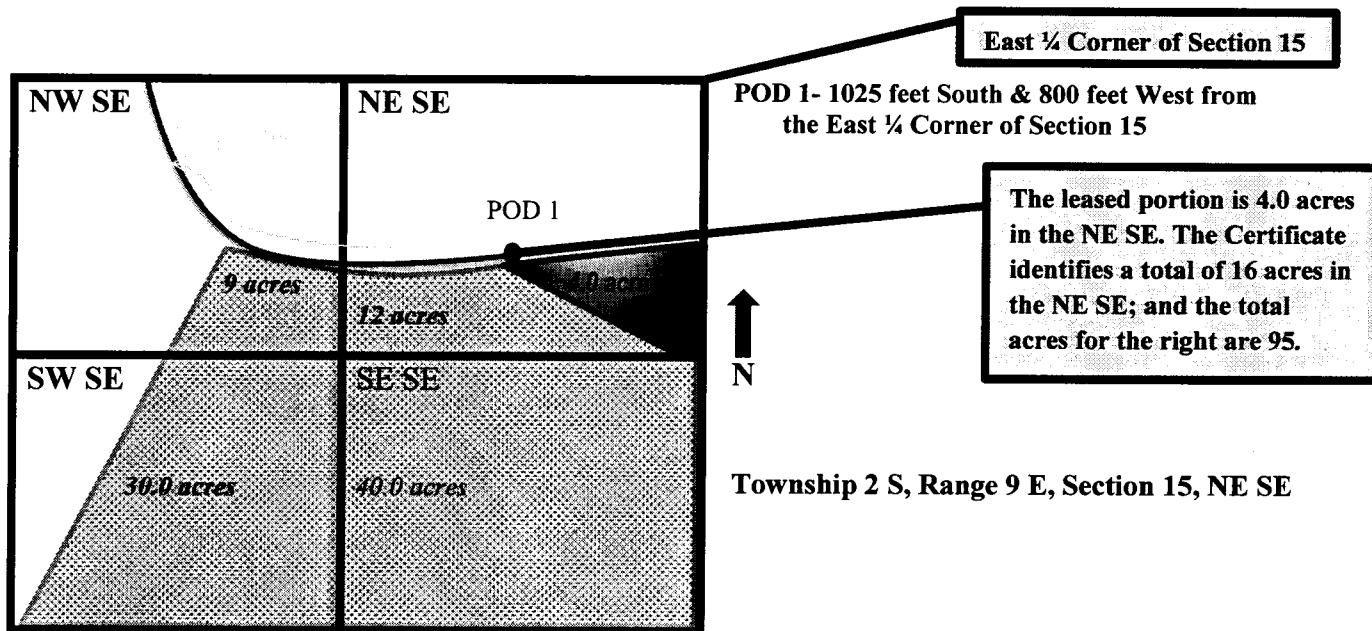 East ¼ Corner of Section 15
NW SE
NE SE
POD 1- 1025 feet South & 800 feet West from
the East ¼ Corner of Section 15
POD 1
The leased portion is 4.0 acres
in the NE SE. The Certificate
identifies a total of 16 acres in
the NE SE; and the total
acres for the right are 95.
9 acres
4.0 acre
12 acres
N
SW SE
SE SE
30.0 acres
40.0 acres
Township 2 S, Range 9 E, Section 15, NE SE